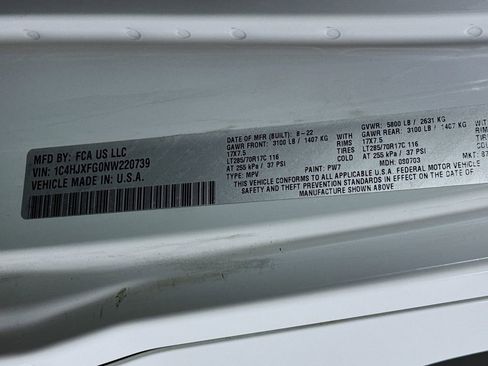 MFD BY: FCA US LLC
VIN: 1C4HJXFG0NW220739
VEHICLE MADE IN: U.S.A.
DATE OF MFR (BUILT): 8-22
GAWR FRONT: 3100 LB / 1407 KG WITH
17X7.5 RIMS
LT285/70R17C 116 TIRES
AT 255 kPa / 37 PSI COLD
TYPE: MPV PAINT: PW7 MDH: 080703 MKT:
GVWR: 5800 LB / 2631 KG
GAWR REAR: 3100 LB / 1407 KG WITH
17X7.5 RIMS
LT285/70R17C 116
AT 255 kPa / 37 PSI
THIS VEHICLE CONFORMS TO ALL APPLICABLE U.S.A. FEDERAL MOTOR VEHICLE
SAFETY AND THEFT PREVENTION STANDARDS IN EFFECT ON THE DATE OF
MANUFACTURE SHOWN ABOVE